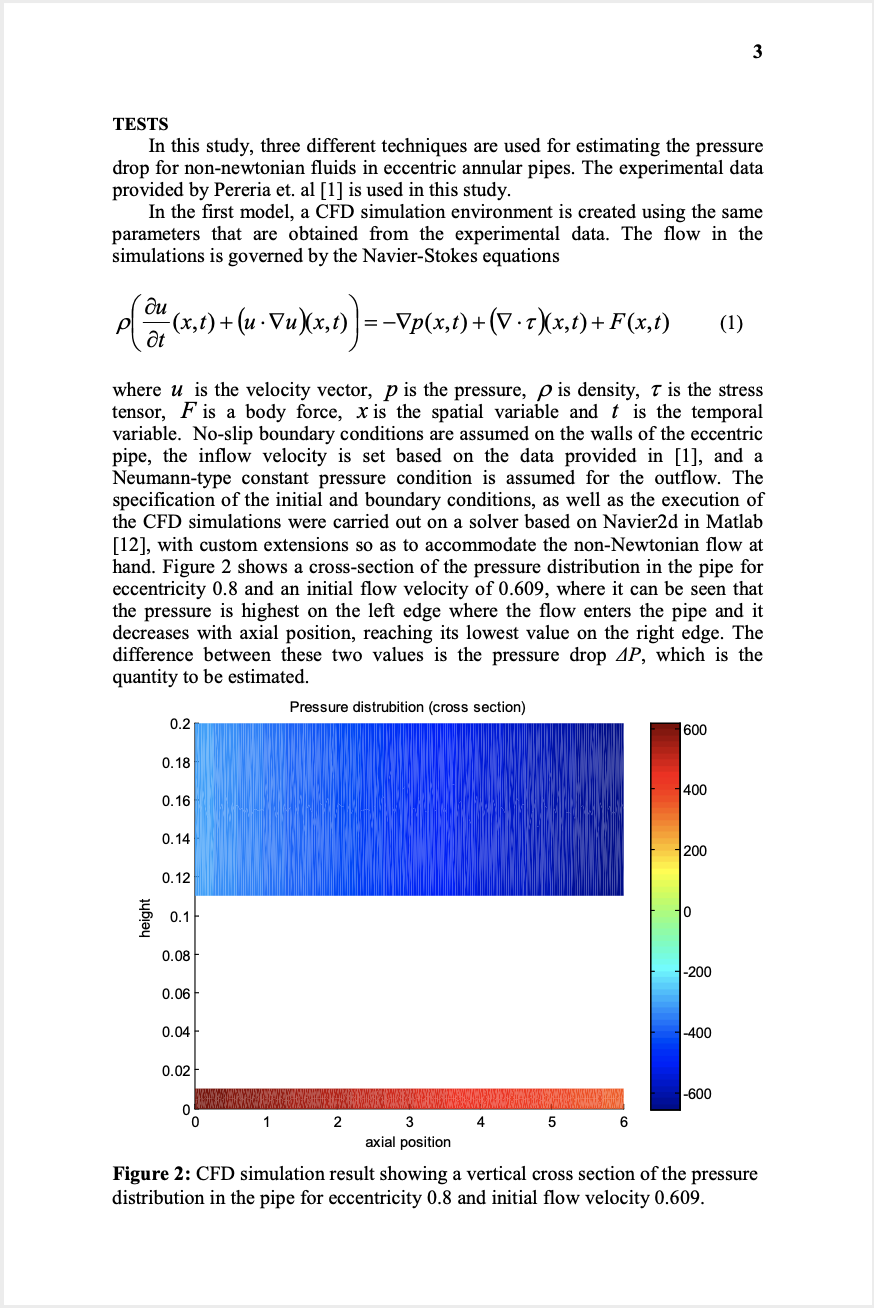 3
TESTS
In this study, three different techniques are used for estimating the pressure
drop for non-newtonian fluids in eccentric annular pipes. The experimental data
provided by Pereria et. al [1] is used in this study.
In the first model, a CFD simulation environment is created using the same
parameters that are obtained from the experimental data. The flow in the
simulations is governed by the Navier-Stokes equations
ρ(∂u/∂t (x,t) + (u · ∇u)(x,t)) = −∇p(x,t) + (∇ · τ)(x,t) + F(x,t) (1)
where u is the velocity vector, p is the pressure, ρ is density, τ is the stress
tensor, F is a body force, x is the spatial variable and t is the temporal
variable. No-slip boundary conditions are assumed on the walls of the eccentric
pipe, the inflow velocity is set based on the data provided in [1], and a
Neumann-type constant pressure condition is assumed for the outflow. The
specification of the initial and boundary conditions, as well as the execution of
the CFD simulations were carried out on a solver based on Navier2d in Matlab
[12], with custom extensions so as to accommodate the non-Newtonian flow at
hand. Figure 2 shows a cross-section of the pressure distribution in the pipe for
eccentricity 0.8 and an initial flow velocity of 0.609, where it can be seen that
the pressure is highest on the left edge where the flow enters the pipe and it
decreases with axial position, reaching its lowest value on the right edge. The
difference between these two values is the pressure drop ΔP, which is the
quantity to be estimated.
Pressure distrubition (cross section)
0.2
0.18
0.16
0.14
0.12
0.1
0.08
0.06
0.04
0.02
0
height
0 1 2 3 4 5 6
axial position
600
400
200
0
-200
-400
-600
Figure 2: CFD simulation result showing a vertical cross section of the pressure
distribution in the pipe for eccentricity 0.8 and initial flow velocity 0.609.